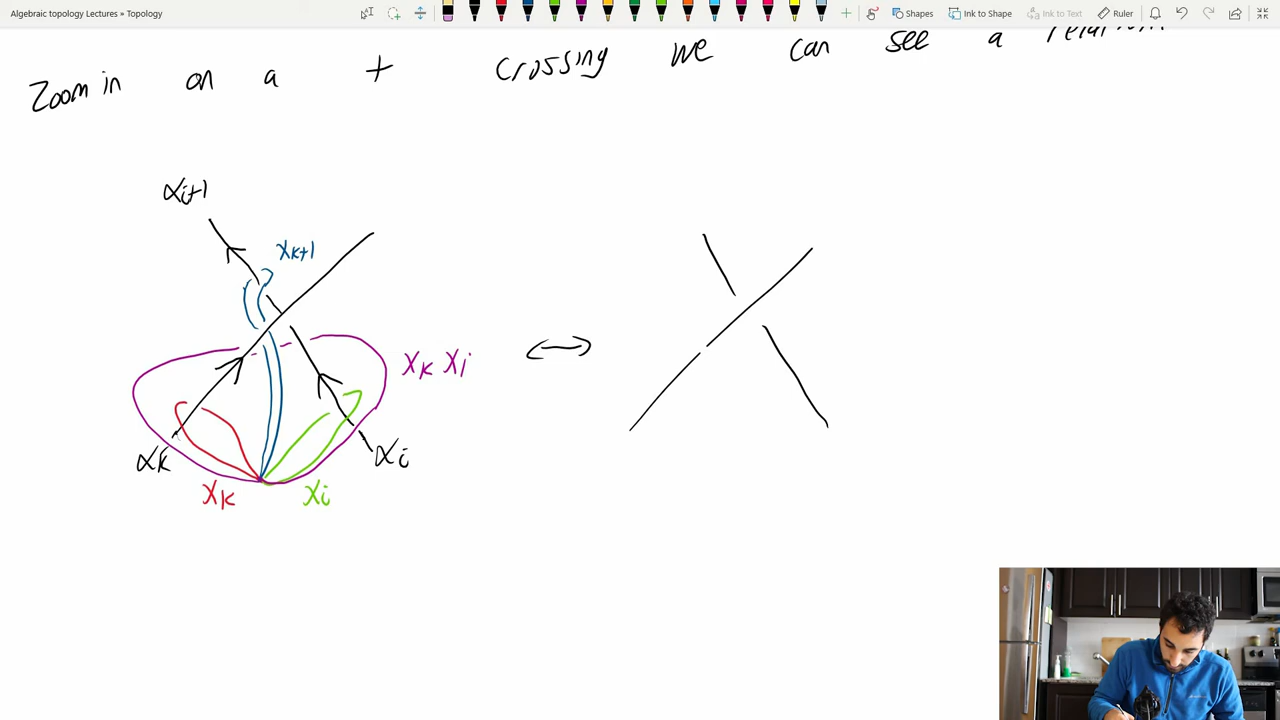 Algebraic topology Lectures – Topology
Shapes
Ink to Shape
Ink to Text
Ruler
Zoom in on a + crossing we can see a
αi+1
xk+1
xk xi
αk
αi
xk
xi